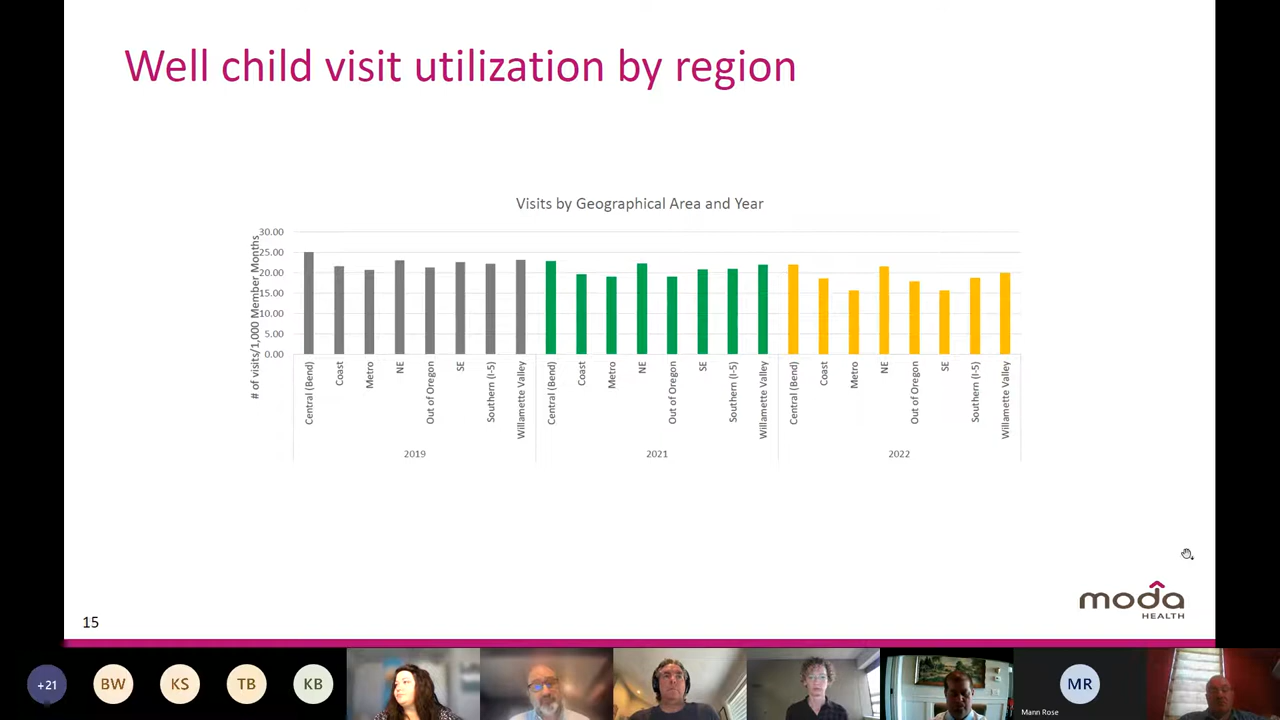 Well child visit utilization by region
Visits by Geographical Area and Year
# of visits/1,000 Member Months
30.00
25.00
20.00
15.00
10.00
5.00
0.00
Central (Bend)
Coast
Metro
NE
Out of Oregon
SE
Southern (I-5)
Willamette Valley
Central (Bend)
Coast
Metro
NE
Out of Oregon
SE
Southern (I-5)
Willamette Valley
Central (Bend)
Coast
Metro
NE
Out of Oregon
SE
Southern (I-5)
Willamette Valley
2019
2021
2022
moda
HEALTH
15
+21
BW
KS
TB
KB
MR
Mann Rose